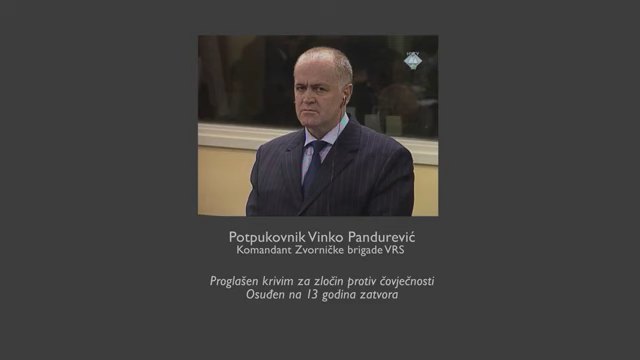 Potpukovnik Vinko Pandurević
Komandant Zvorničke brigade VRS
Proglašen krivim za zločin protiv čovječnosti
Osuđen na 13 godina zatvora